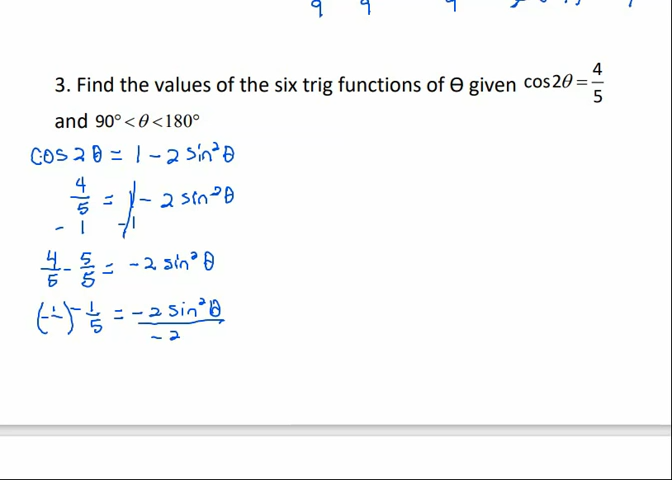 3. Find the values of the six trig functions of Θ given cos2θ = 4/5
and 90° < θ < 180°
cos 2θ = 1 - 2 sin²θ
4/5 = 1 - 2 sin²θ
- 1 -1
4/5 - 5/5 = -2 sin²θ
-1/5 = -2 sin²θ / -2